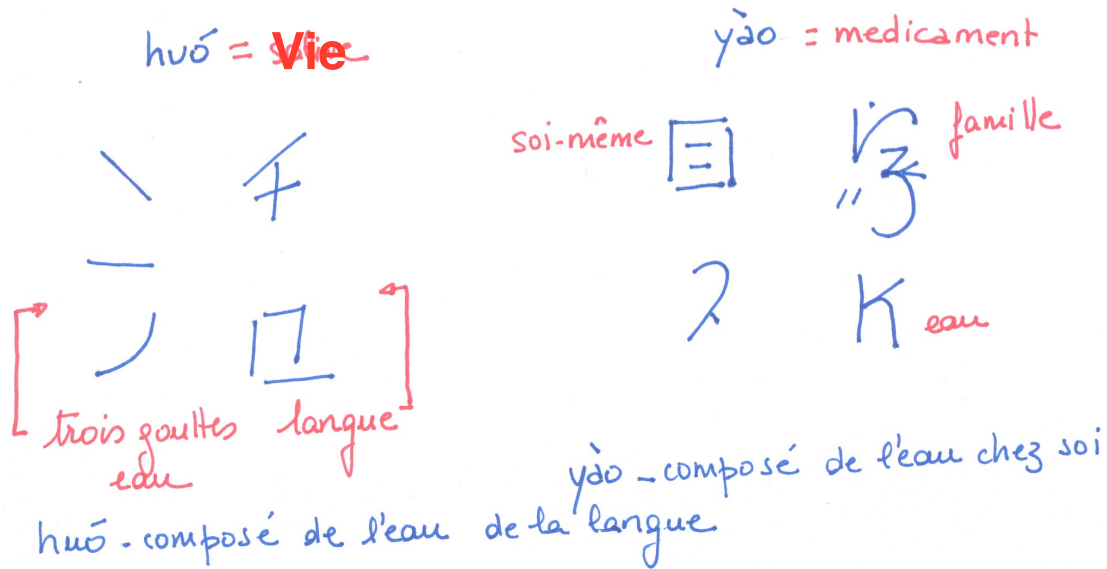 huó = Vie
yào = medicament
soi-même
famille
eau
trois gouttes
eau
langue
yào - composé de l'eau chez soi
huó - composé de l'eau de la langue